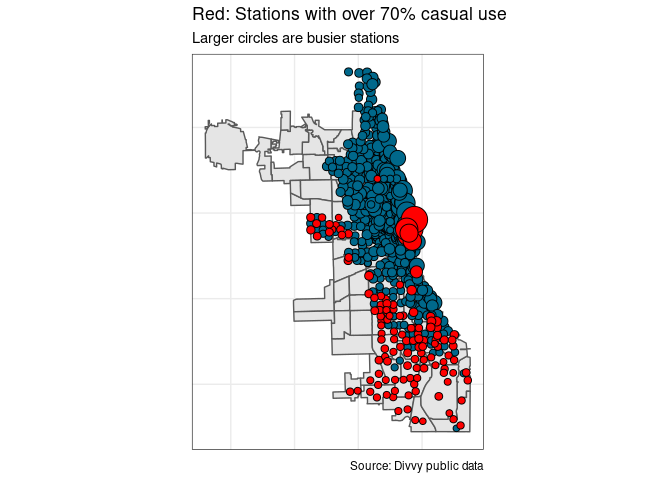 Red: Stations with over 70% casual use
Larger circles are busier stations
Source: Divvy public data